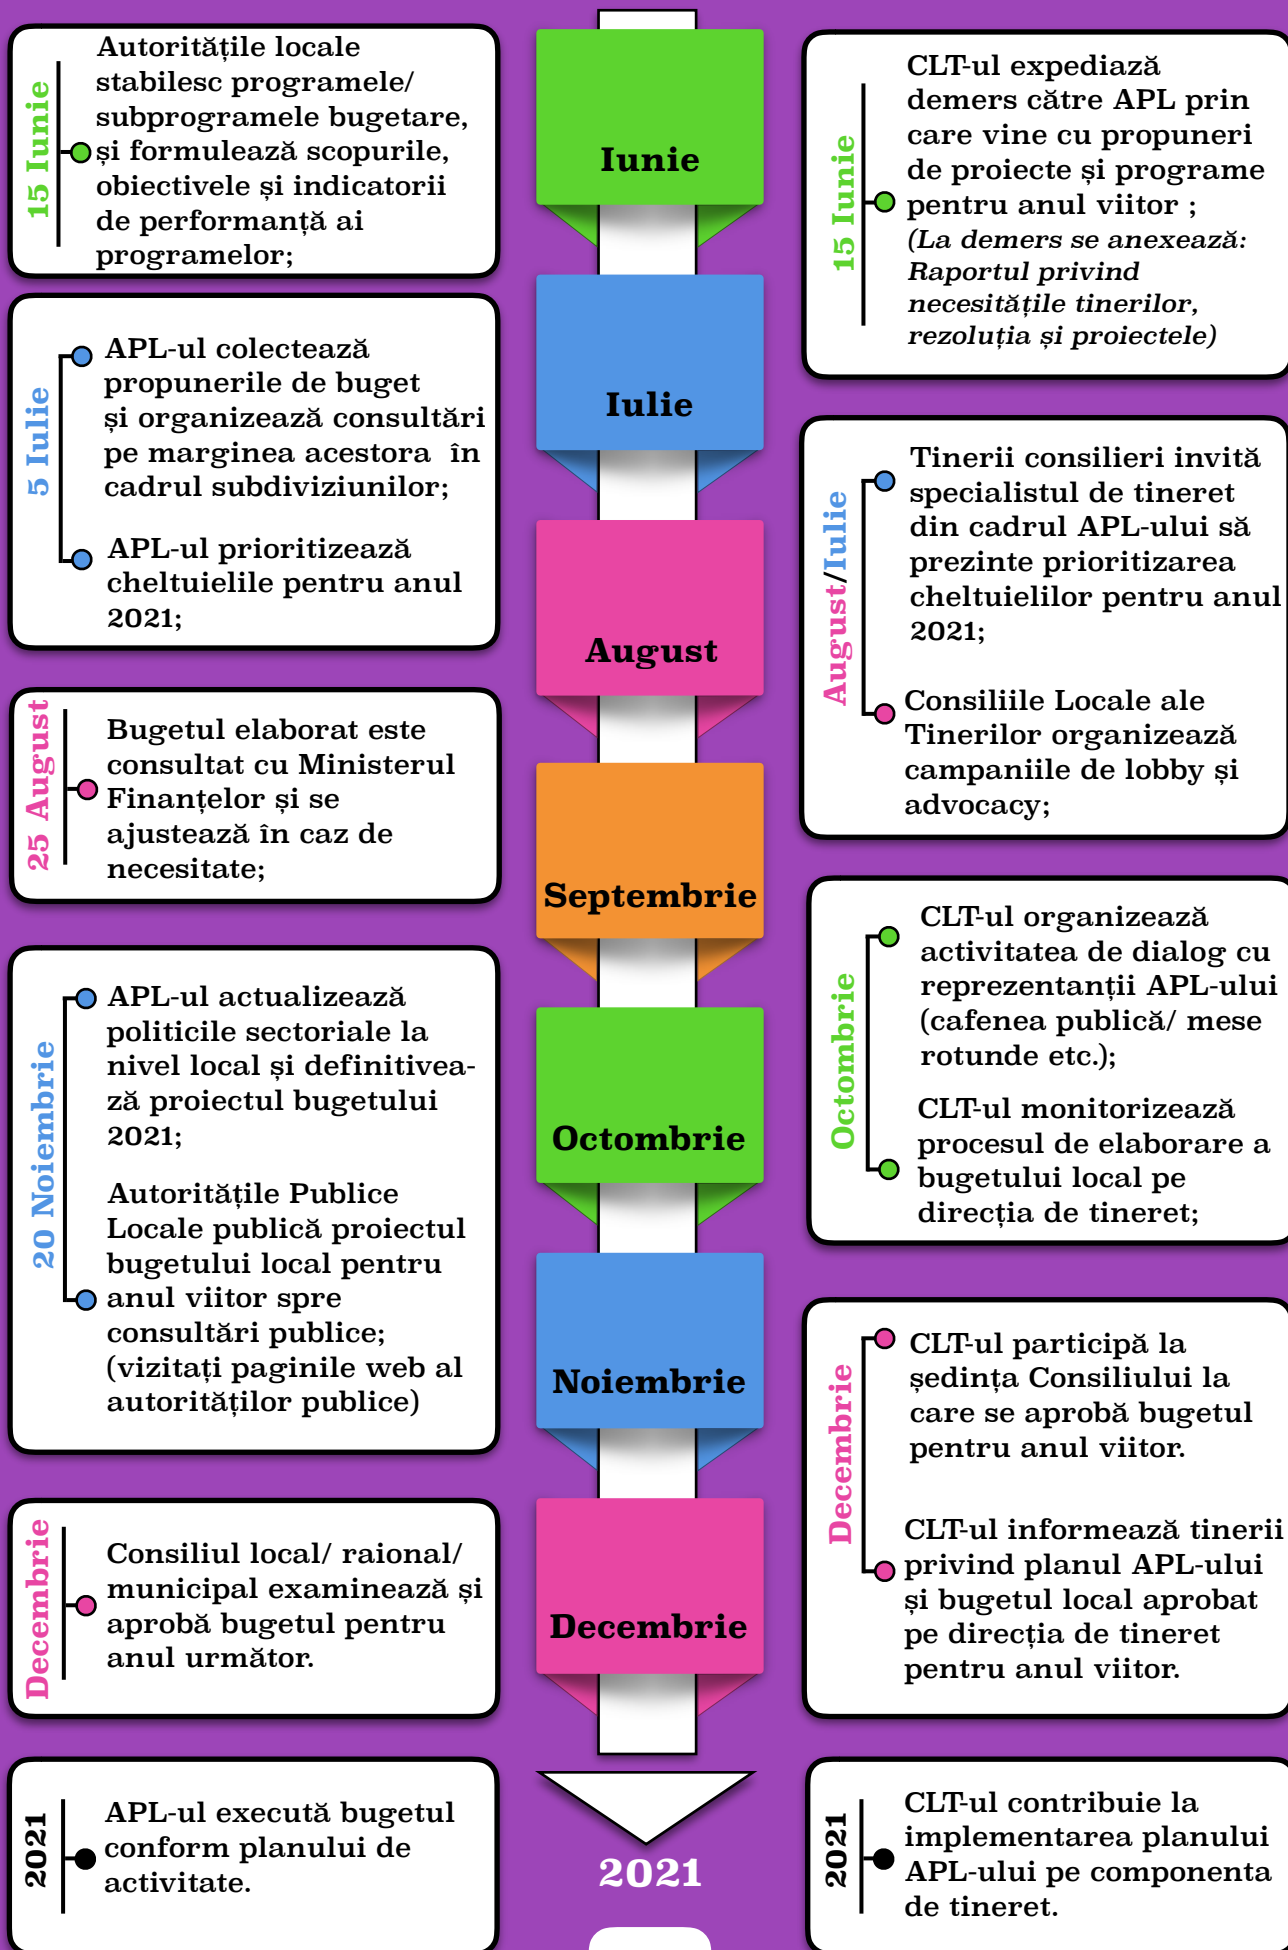 15 Iunie
Autoritățile locale
stabilesc programele/
subprogramele bugetare,
și formulează scopurile,
obiectivele și indicatorii
de performanță ai
programelor;
5 Iulie
APL-ul colectează
propunerile de buget
și organizează consultări
pe marginea acestora în
cadrul subdiviziunilor;
APL-ul prioritizează
cheltuielile pentru anul
2021;
25 August
Bugetul elaborat este
consultat cu Ministerul
Finanțelor și se
ajustează în caz de
necesitate;
20 Noiembrie
APL-ul actualizează
politicile sectoriale la
nivel local și definitivea-
ză proiectul bugetului
2021;
Autoritățile Publice
Locale publică proiectul
bugetului local pentru
anul viitor spre
consultări publice;
(vizitați paginile web al
autorităților publice)
Decembrie
Consiliul local/ raional/
municipal examinează și
aprobă bugetul pentru
anul următor.
2021
APL-ul execută bugetul
conform planului de
activitate.
Iunie
Iulie
August
Septembrie
Octombrie
Noiembrie
Decembrie
2021
15 Iunie
CLT-ul expediază
demers către APL prin
care vine cu propuneri
de proiecte și programe
pentru anul viitor ;
(La demers se anexează:
Raportul privind
necesitățile tinerilor,
rezoluția și proiectele)
August/Iulie
Tinerii consilieri invită
specialistul de tineret
din cadrul APL-ului să
prezinte prioritizarea
cheltuielilor pentru anul
2021;
Consiliile Locale ale
Tinerilor organizează
campaniile de lobby și
advocacy;
Octombrie
CLT-ul organizează
activitatea de dialog cu
reprezentanții APL-ului
(cafenea publică/ mese
rotunde etc.);
CLT-ul monitorizează
procesul de elaborare a
bugetului local pe
direcția de tineret;
Decembrie
CLT-ul participă la
ședința Consiliului la
care se aprobă bugetul
pentru anul viitor.
CLT-ul informează tinerii
privind planul APL-ului
și bugetul local aprobat
pe direcția de tineret
pentru anul viitor.
2021
CLT-ul contribuie la
implementarea planului
APL-ului pe componenta
de tineret.